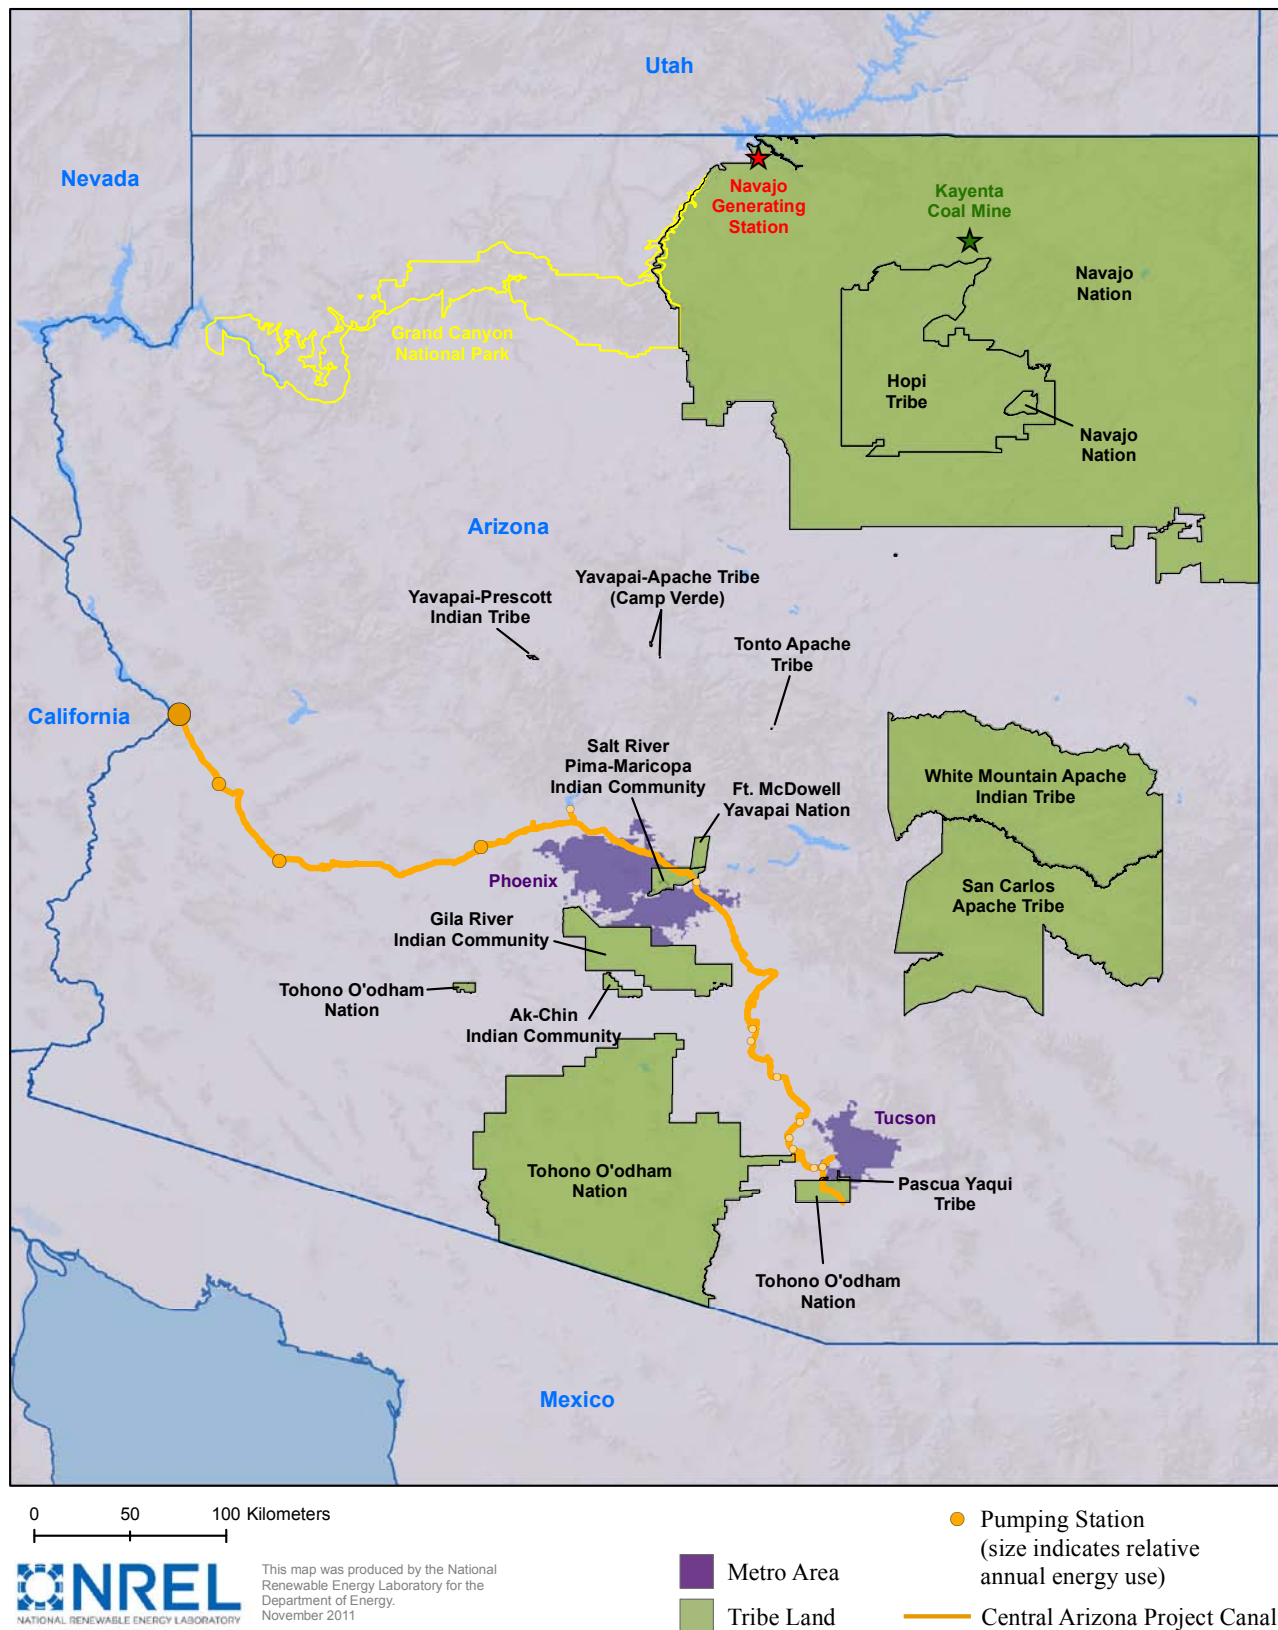 Utah
Nevada
Navajo
Generating
Station
Kayenta
Coal Mine
Navajo
Nation
Grand Canyon
National Park
Hopi
Tribe
Navajo
Nation
Arizona
Yavapai-Apache Tribe
(Camp Verde)
Yavapai-Prescott
Indian Tribe
Tonto Apache
Tribe
California
Salt River
Pima-Maricopa
Indian Community
Ft. McDowell
Yavapai Nation
White Mountain Apache
Indian Tribe
Phoenix
San Carlos
Apache Tribe
Gila River
Indian Community
Tohono O'odham
Nation
Ak-Chin
Indian Community
Tucson
Tohono O'odham
Nation
Pascua Yaqui
Tribe
Tohono O'odham
Nation
Mexico
0 50 100 Kilometers
NREL
NATIONAL RENEWABLE ENERGY LABORATORY
This map was produced by the National
Renewable Energy Laboratory for the
Department of Energy.
November 2011
Metro Area
Tribe Land
Pumping Station
(size indicates relative
annual energy use)
Central Arizona Project Canal